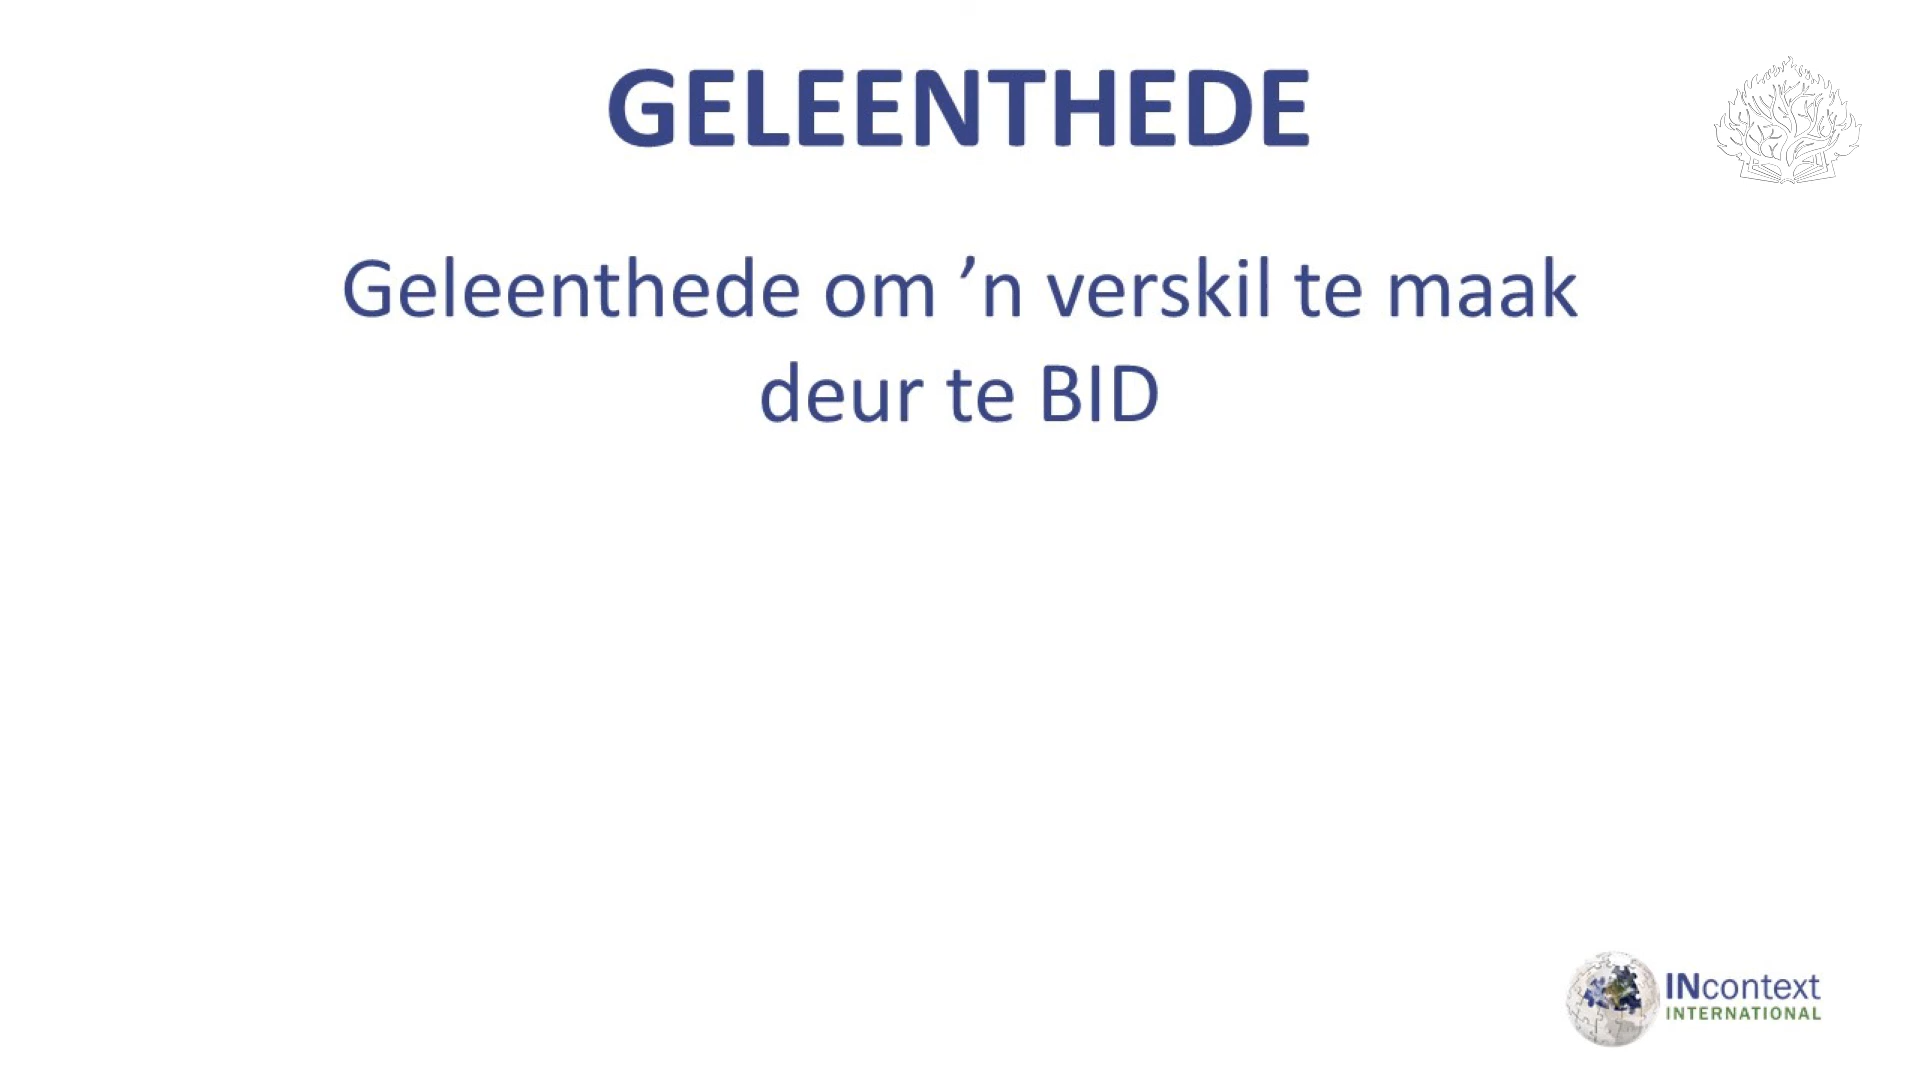 GELEENTHEDE
Geleenthede om ’n verskil te maak
deur te BID
INcontext
INTERNATIONAL